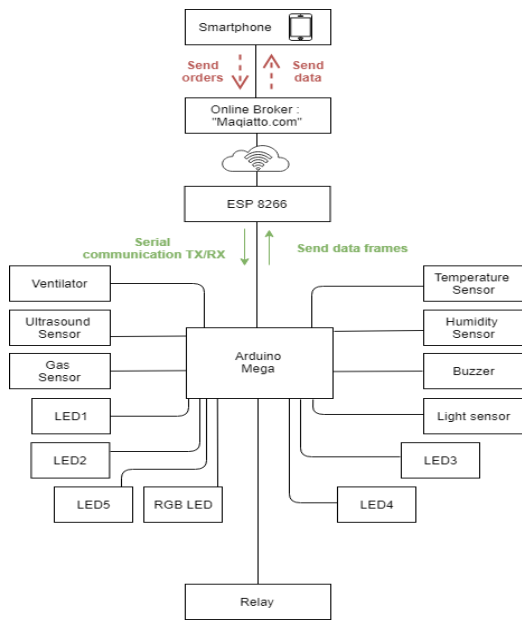 Smartphone
Send
orders
Send
data
Online Broker :
"Maqiatto.com"
ESP 8266
Serial
communication TX/RX
Send data frames
Ventilator
Temperature
Sensor
Ultrasound
Sensor
Humidity
Sensor
Arduino
Mega
Gas
Sensor
Buzzer
LED1
Light sensor
LED2
LED3
LED5
RGB LED
LED4
Relay